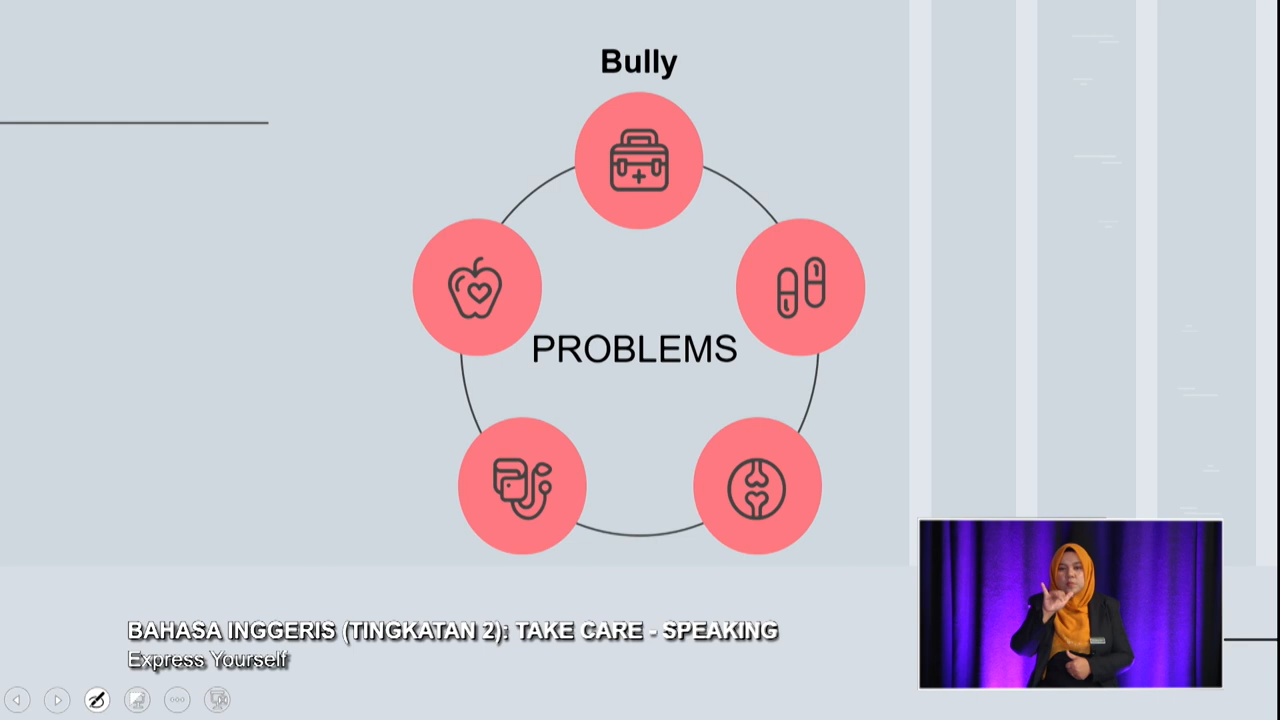 Bully
PROBLEMS
BAHASA INGGERIS (TINGKATAN 2): TAKE CARE - SPEAKING
Express Yourself